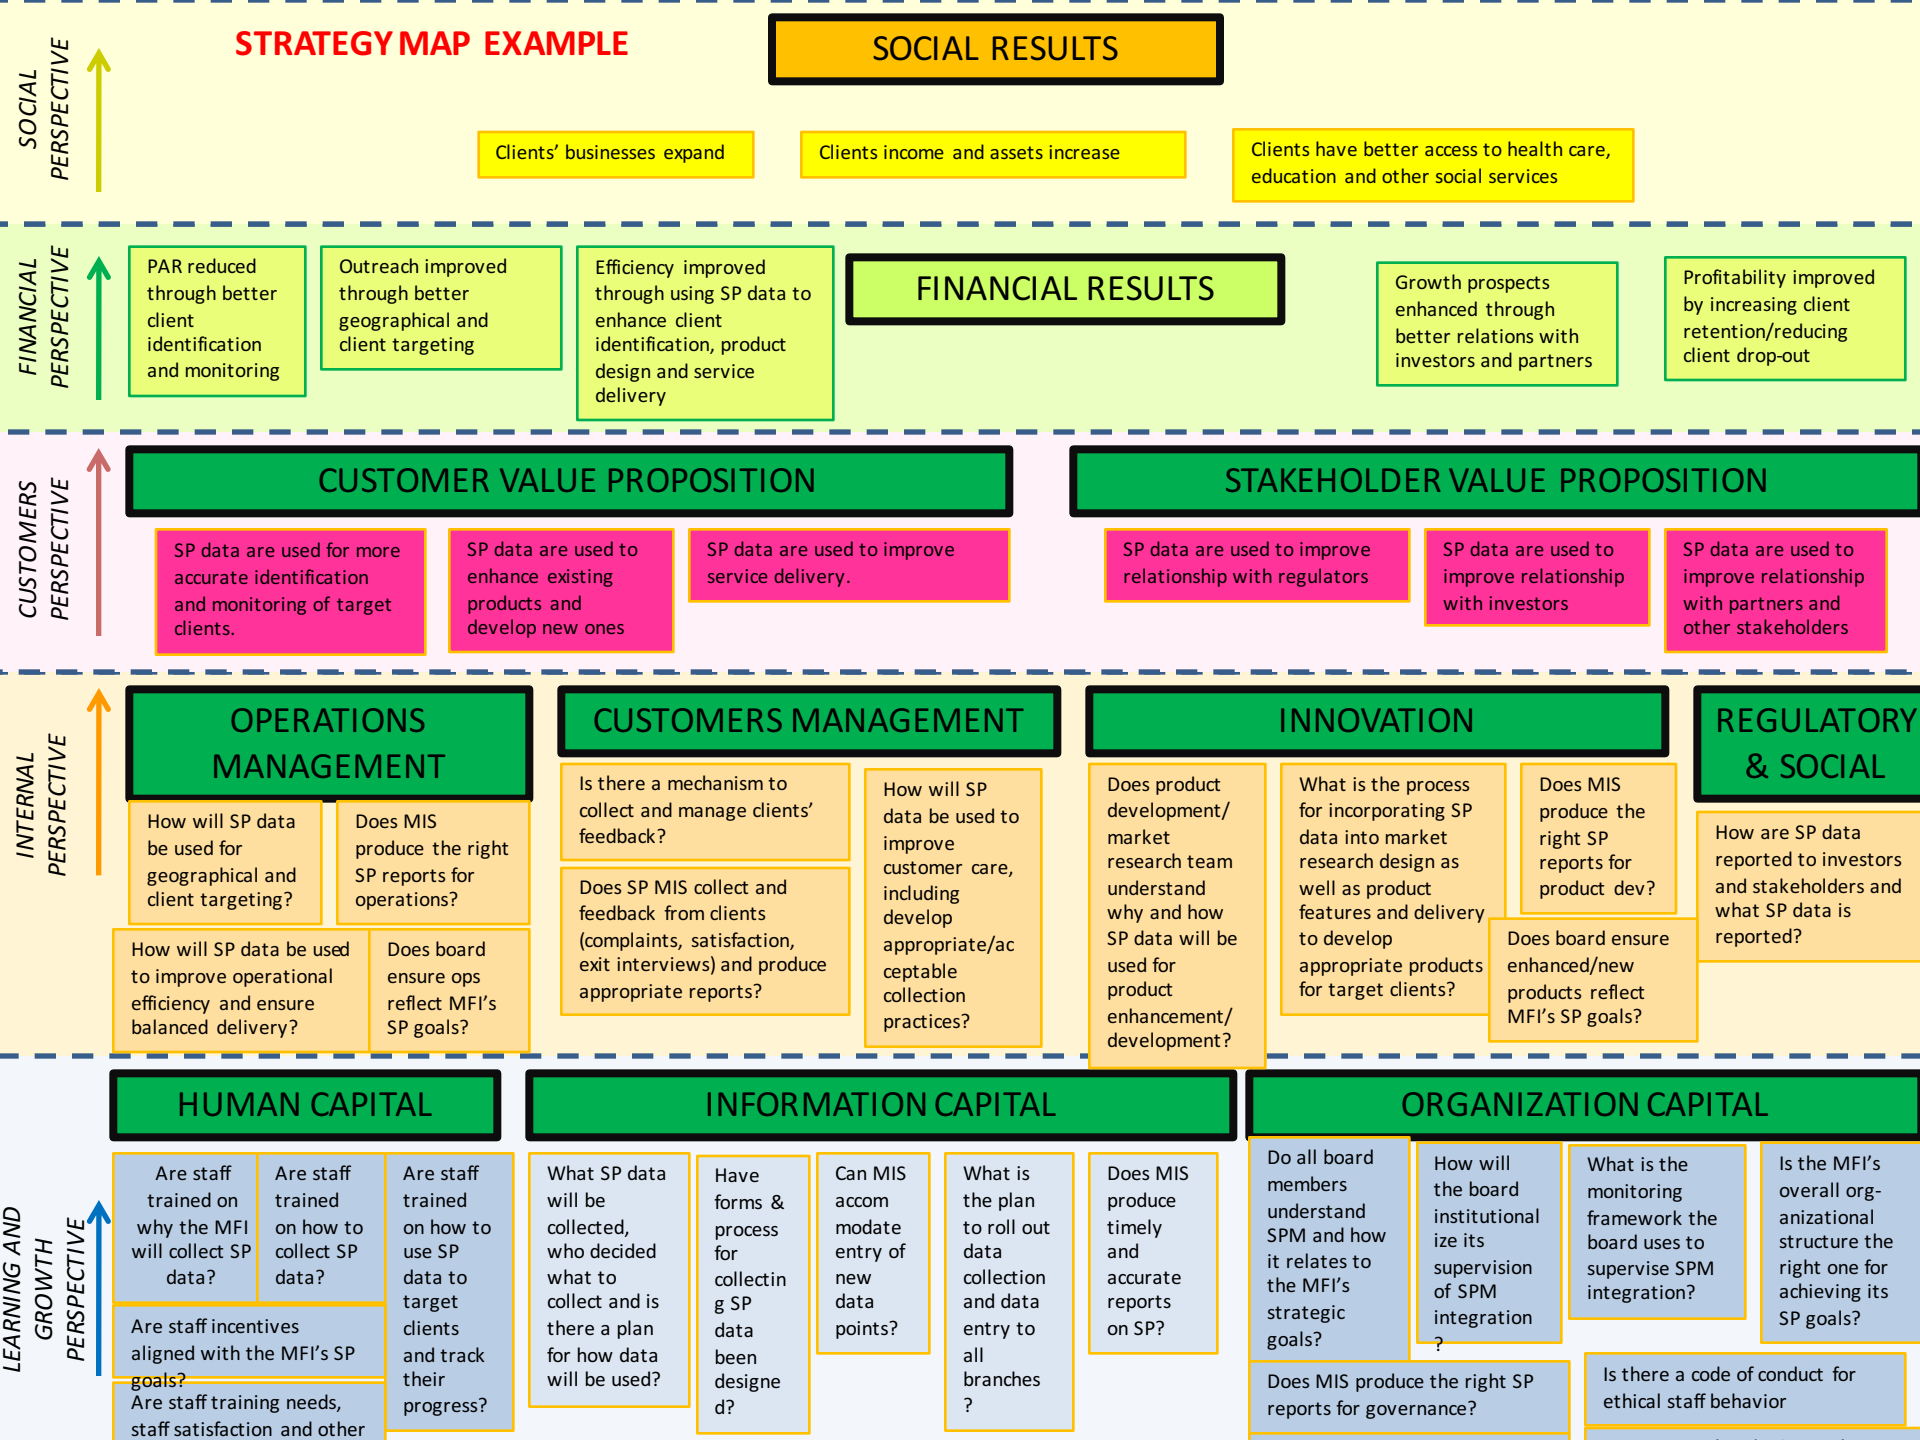 STRATEGY MAP EXAMPLE
SOCIAL RESULTS
SOCIAL
PERSPECTIVE
Clients’ businesses expand
Clients income and assets increase
Clients have better access to health care,
education and other social services
FINANCIAL
PERSPECTIVE
PAR reduced
through better
client
identification
and monitoring
Outreach improved
through better
geographical and
client targeting
Efficiency improved
through using SP data to
enhance client
identification, product
design and service
delivery
FINANCIAL RESULTS
Growth prospects
enhanced through
better relations with
investors and partners
Profitability improved
by increasing client
retention/reducing
client drop-out
CUSTOMERS
PERSPECTIVE
CUSTOMER VALUE PROPOSITION
SP data are used for more
accurate identification
and monitoring of target
clients.
SP data are used to
enhance existing
products and
develop new ones
SP data are used to improve
service delivery.
STAKEHOLDER VALUE PROPOSITION
SP data are used to improve
relationship with regulators
SP data are used to
improve relationship
with investors
SP data are used to
improve relationship
with partners and
other stakeholders
INTERNAL
PERSPECTIVE
OPERATIONS
MANAGEMENT
How will SP data
be used for
geographical and
client targeting?
Does MIS
produce the right
SP reports for
operations?
How will SP data be used
to improve operational
efficiency and ensure
balanced delivery?
Does board
ensure ops
reflect MFI’s
SP goals?
CUSTOMERS MANAGEMENT
Is there a mechanism to
collect and manage clients’
feedback?
Does SP MIS collect and
feedback from clients
(complaints, satisfaction,
exit interviews) and produce
appropriate reports?
How will SP
data be used to
improve
customer care,
including
develop
appropriate/ac
ceptable
collection
practices?
INNOVATION
Does product
development/
market
research team
understand
why and how
SP data will be
used for
product
enhancement/
development?
What is the process
for incorporating SP
data into market
research design as
well as product
features and delivery
to develop
appropriate products
for target clients?
Does MIS
produce the
right SP
reports for
product dev?
Does board ensure
enhanced/new
products reflect
MFI’s SP goals?
REGULATORY
& SOCIAL
How are SP data
reported to investors
and stakeholders and
what SP data is
reported?
LEARNING AND
GROWTH
PERSPECTIVE
HUMAN CAPITAL
Are staff
trained on
why the MFI
will collect SP
data?
Are staff
trained
on how to
collect SP
data?
Are staff
trained
on how to
use SP
data to
target
clients
and track
their
progress?
Are staff incentives
aligned with the MFI’s SP
goals?
Are staff training needs,
staff satisfaction and other
INFORMATION CAPITAL
What SP data
will be
collected,
who decided
what to
collect and is
there a plan
for how data
will be used?
Have
forms &
process
for
collectin
g SP
data
been
designe
d?
Can MIS
accom
modate
entry of
new
data
points?
What is
the plan
to roll out
data
collection
and data
entry to
all
branches
?
Does MIS
produce
timely
and
accurate
reports
on SP?
ORGANIZATION CAPITAL
Do all board
members
understand
SPM and how
it relates to
the MFI’s
strategic
goals?
How will
the board
institutional
ize its
supervision
of SPM
integration
?
What is the
monitoring
framework the
board uses to
supervise SPM
integration?
Is the MFI’s
overall org-
anizational
structure the
right one for
achieving its
SP goals?
Does MIS produce the right SP
reports for governance?
Is there a code of conduct for
ethical staff behavior